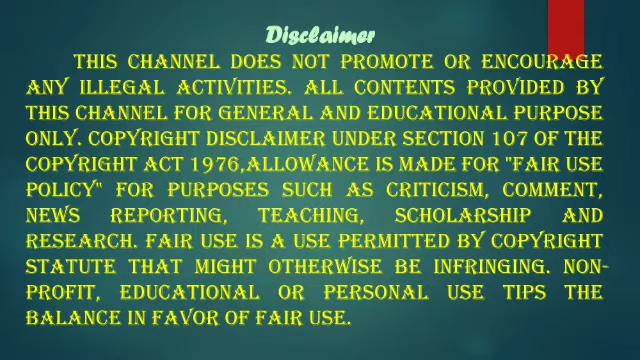 Disclaimer
THIS CHANNEL DOES NOT PROMOTE OR ENCOURAGE
ANY ILLEGAL ACTIVITIES. ALL CONTENTS PROVIDED BY
THIS CHANNEL FOR GENERAL AND EDUCATIONAL PURPOSE
ONLY. COPYRIGHT DISCLAIMER UNDER SECTION 107 OF THE
COPYRIGHT ACT 1976,ALLOWANCE IS MADE FOR "FAIR USE
POLICY" FOR PURPOSES SUCH AS CRITICISM, COMMENT,
NEWS REPORTING, TEACHING, SCHOLARSHIP AND
RESEARCH. FAIR USE IS A USE PERMITTED BY COPYRIGHT
STATUTE THAT MIGHT OTHERWISE BE INFRINGING. NON-
PROFIT, EDUCATIONAL OR PERSONAL USE TIPS THE
BALANCE IN FAVOR OF FAIR USE.